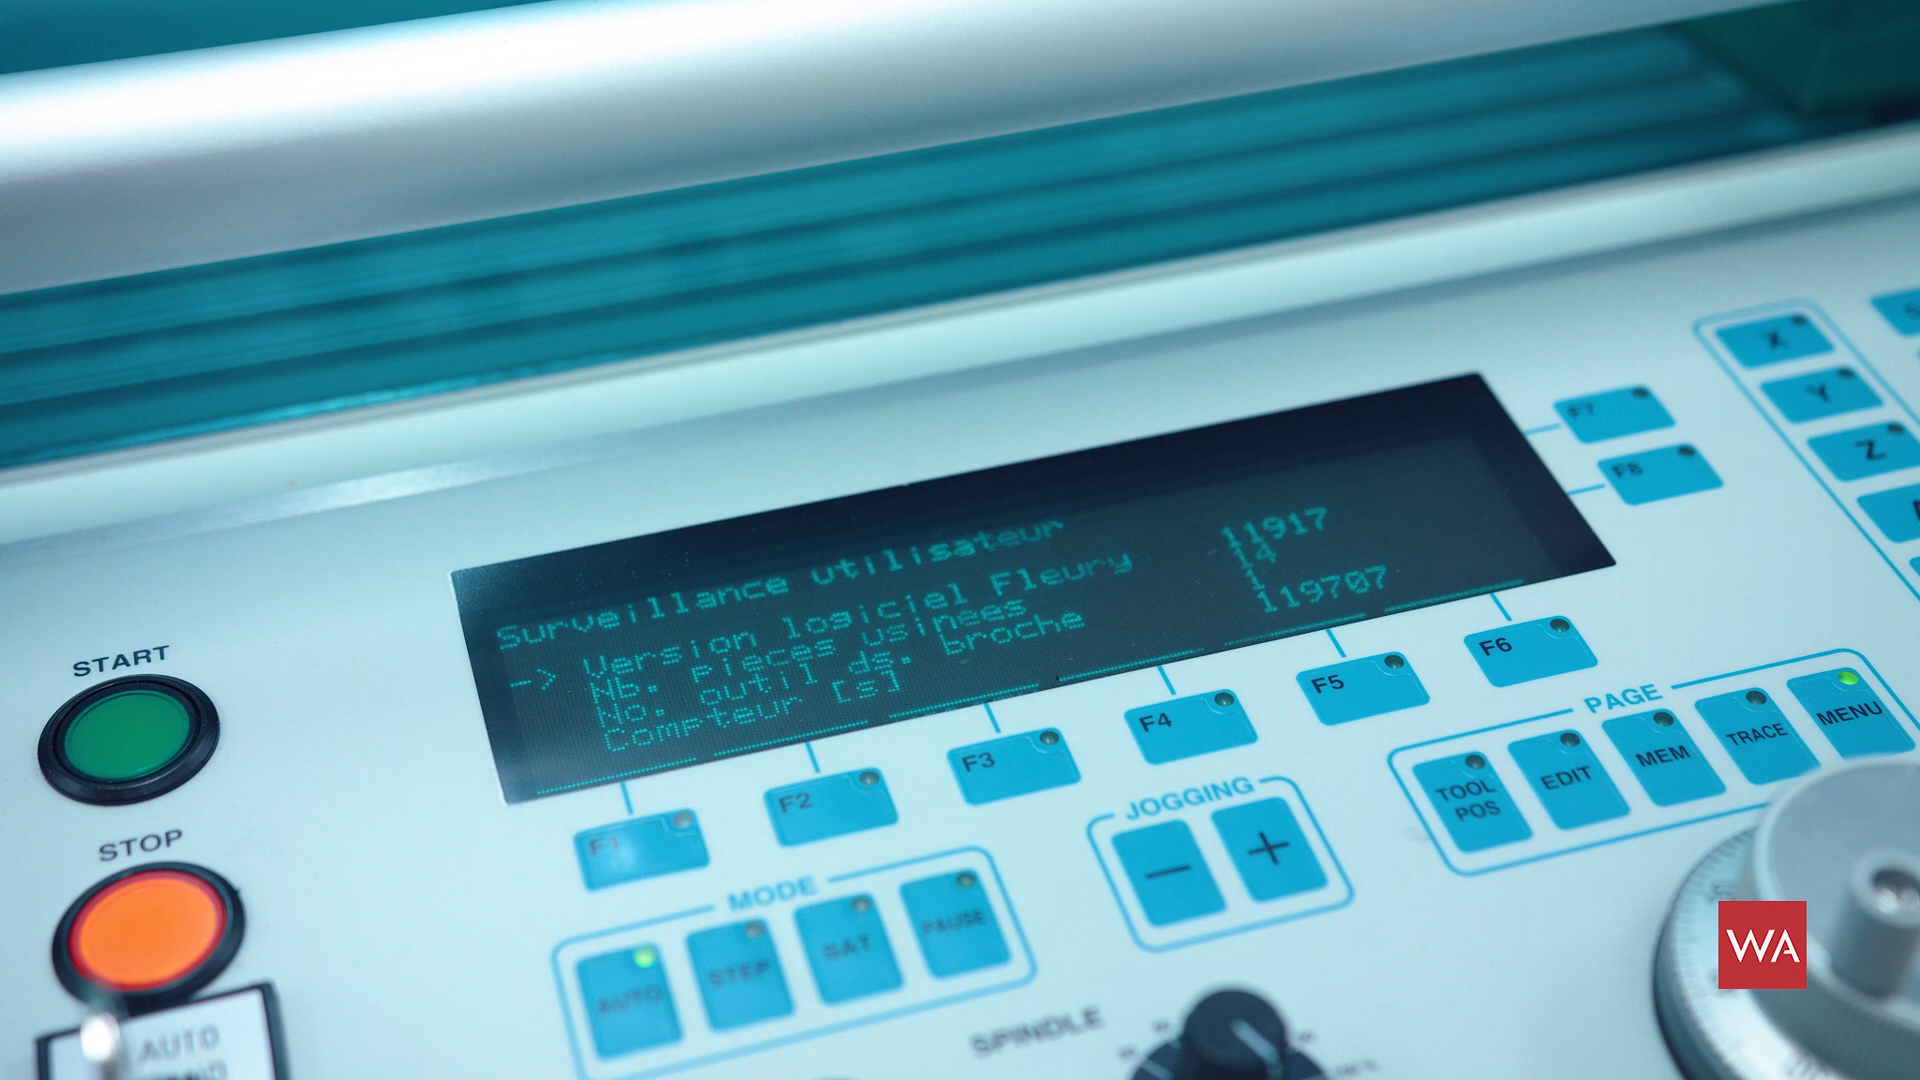 Surveillance utilisateur
-> Version logiciel Fleury 11917
Nb. pieces usinees 14
No. outil ds. broche 1
Compteur [s] 119707
F7
F8
X
Y
Z
START
STOP
F1
F2
F3
F4
F5
F6
PAGE
TOOL POS
EDIT
MEM
TRACE
MENU
JOGGING
-
+
MODE
AUTO
STEP
SAT
PAUSE
SPINDLE
AUTO
WA